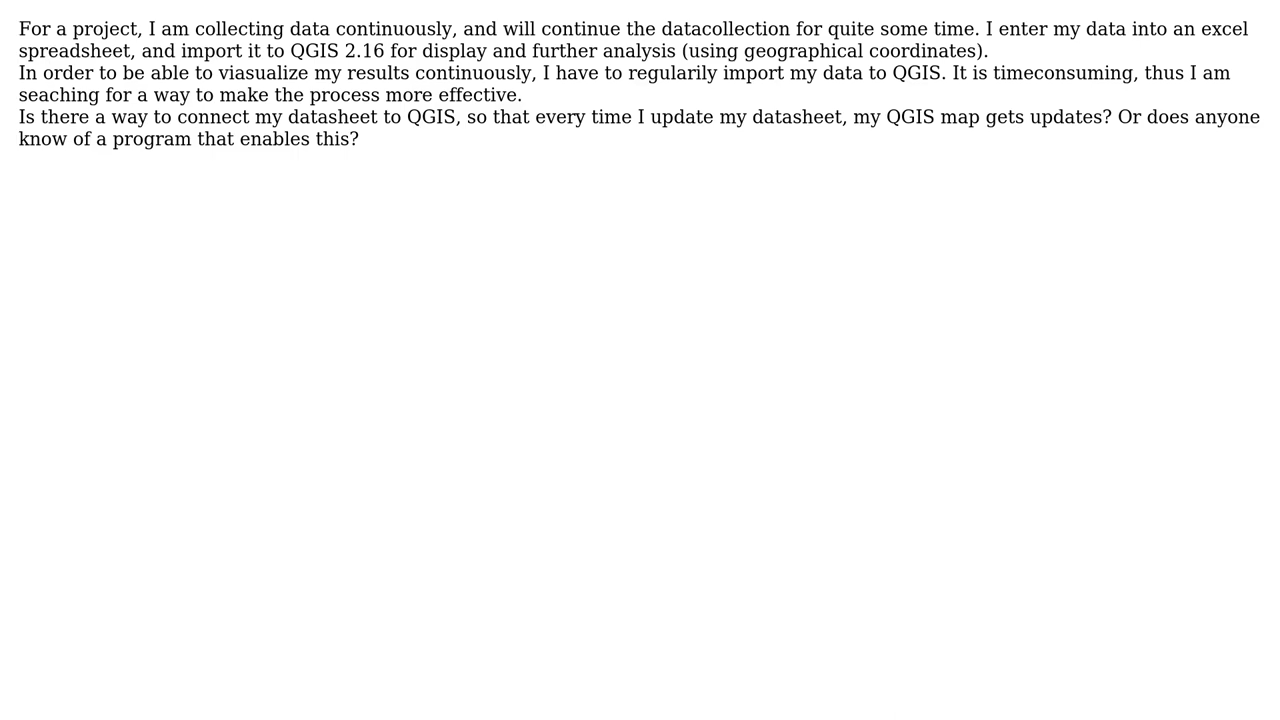 For a project, I am collecting data continuously, and will continue the datacollection for quite some time. I enter my data into an excel
spreadsheet, and import it to QGIS 2.16 for display and further analysis (using geographical coordinates).
In order to be able to viasualize my results continuously, I have to regularily import my data to QGIS. It is timeconsuming, thus I am
seaching for a way to make the process more effective.
Is there a way to connect my datasheet to QGIS, so that every time I update my datasheet, my QGIS map gets updates? Or does anyone
know of a program that enables this?